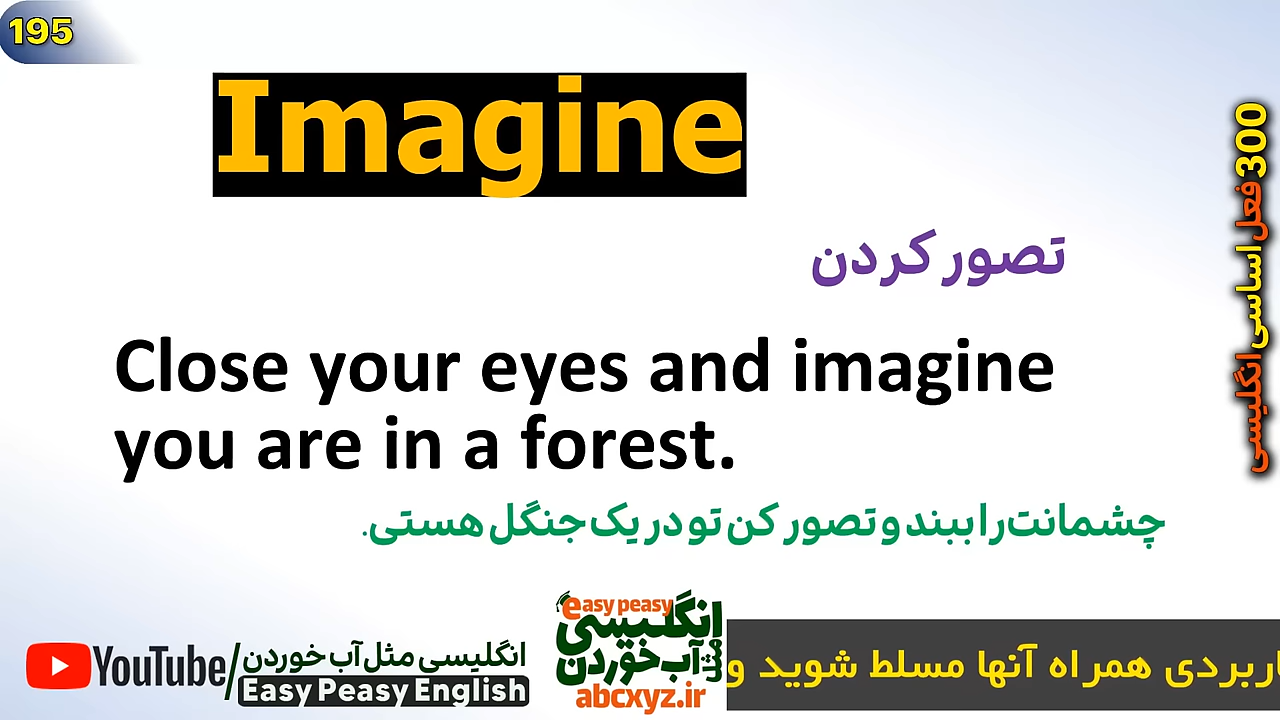 195
Imagine
300 فعل اساسی انگلیسی
تصور کردن
Close your eyes and imagine
you are in a forest.
چشمانت را ببند و تصور کن تو در یک جنگل هستی.
YouTube/
انگلیسی مثل آب خوردن
Easy Peasy English
easy peasy
انگلیسی
مثل
آب خوردن
abcxyz.ir
اربردی همراه آنها مسلط شوید و